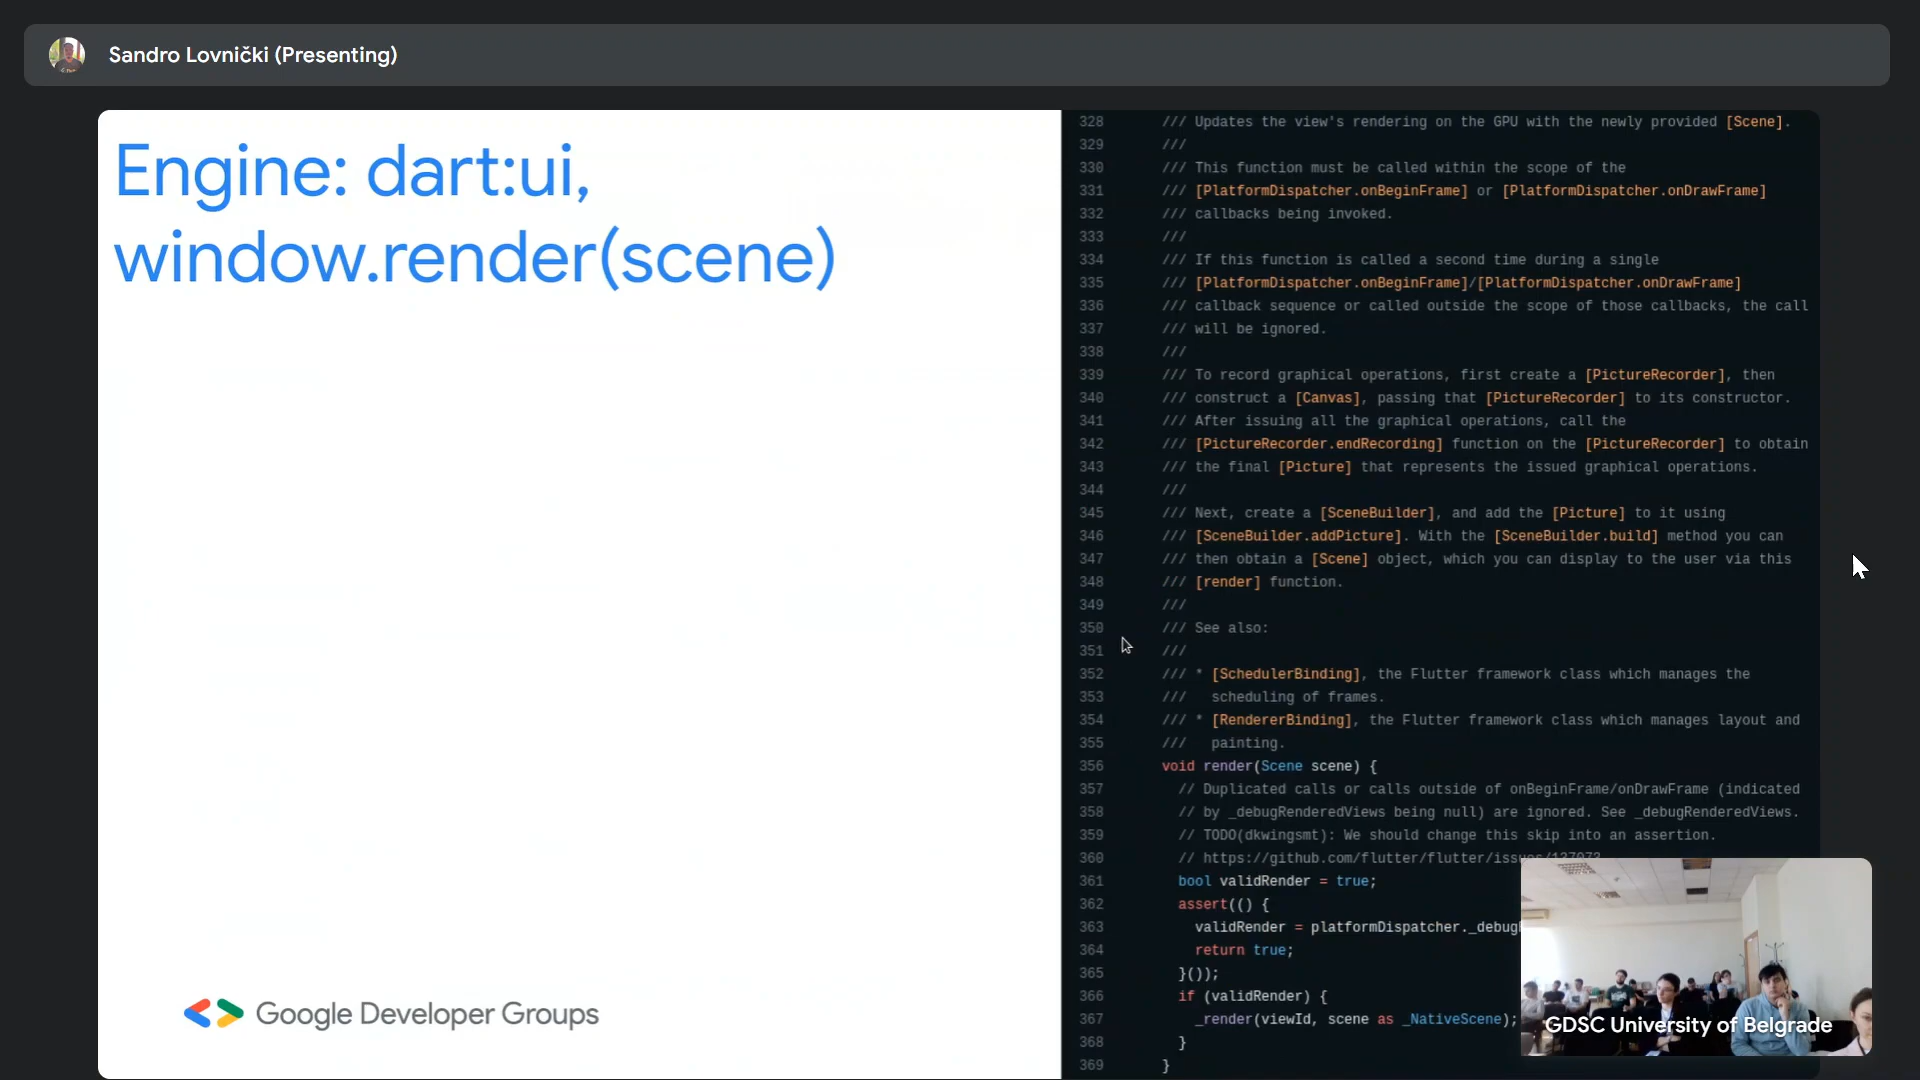 Sandro Lovnički (Presenting)
Engine: dart:ui,
window.render(scene)
Google Developer Groups
328 /// Updates the view's rendering on the GPU with the newly provided [Scene].
329 ///
330 /// This function must be called within the scope of the
331 /// [PlatformDispatcher.onBeginFrame] or [PlatformDispatcher.onDrawFrame]
332 /// callbacks being invoked.
333 ///
334 /// If this function is called a second time during a single
335 /// [PlatformDispatcher.onBeginFrame]/[PlatformDispatcher.onDrawFrame]
336 /// callback sequence or called outside the scope of those callbacks, the call
337 /// will be ignored.
338 ///
339 /// To record graphical operations, first create a [PictureRecorder], then
340 /// construct a [Canvas], passing that [PictureRecorder] to its constructor.
341 /// After issuing all the graphical operations, call the
342 /// [PictureRecorder.endRecording] function on the [PictureRecorder] to obtain
343 /// the final [Picture] that represents the issued graphical operations.
344 ///
345 /// Next, create a [SceneBuilder], and add the [Picture] to it using
346 /// [SceneBuilder.addPicture]. With the [SceneBuilder.build] method you can
347 /// then obtain a [Scene] object, which you can display to the user via this
348 /// [render] function.
349 ///
350 /// See also:
351 ///
352 /// * [SchedulerBinding], the Flutter framework class which manages the
353 /// scheduling of frames.
354 /// * [RendererBinding], the Flutter framework class which manages layout and
355 /// painting.
356 void render(Scene scene) {
357 // Duplicated calls or calls outside of onBeginFrame/onDrawFrame (indicated
358 // by _debugRenderedViews being null) are ignored. See _debugRenderedViews.
359 // TODO(dkwingsmt): We should change this skip into an assertion.
360 // https://github.com/flutter/flutter/issues/137073
361 bool validRender = true;
362 assert(() {
363 validRender = platformDispatcher._debug
364 return true;
365 }());
366 if (validRender) {
367 _render(viewId, scene as _NativeScene);
368 }
369 }
GDSC University of Belgrade